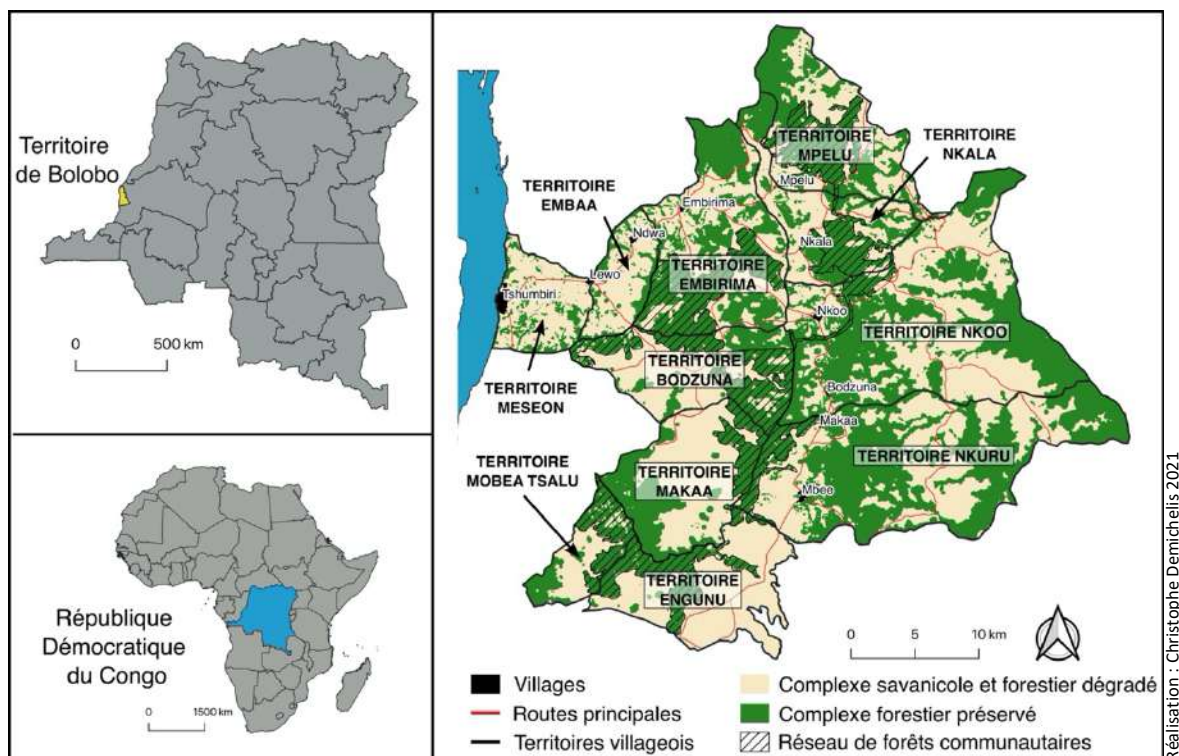 Territoire
de Bolobo
0 500 km
République
Démocratique
du Congo
0 1500 km
TERRITOIRE
MPELU
TERRITOIRE
NKALA
Mpelu
TERRITOIRE
EMBAA
Embirima
Ndwa
Nkala
TERRITOIRE
EMBIRIMA
Lewo
Tshumbiri
Nkoo
TERRITOIRE NKOO
TERRITOIRE
BODZUNA
TERRITOIRE
MESEON
Bodzuna
Makaa
TERRITOIRE NKURU
TERRITOIRE
MOBEA TSALU
TERRITOIRE
MAKAA
Mbee
TERRITOIRE
ENGUNU
0 5 10 km
Villages
Routes principales
Territoires villageois
Complexe savanicole et forestier dégradé
Complexe forestier préservé
Réseau de forêts communautaires
Réalisation : Christophe Demichelis 2021